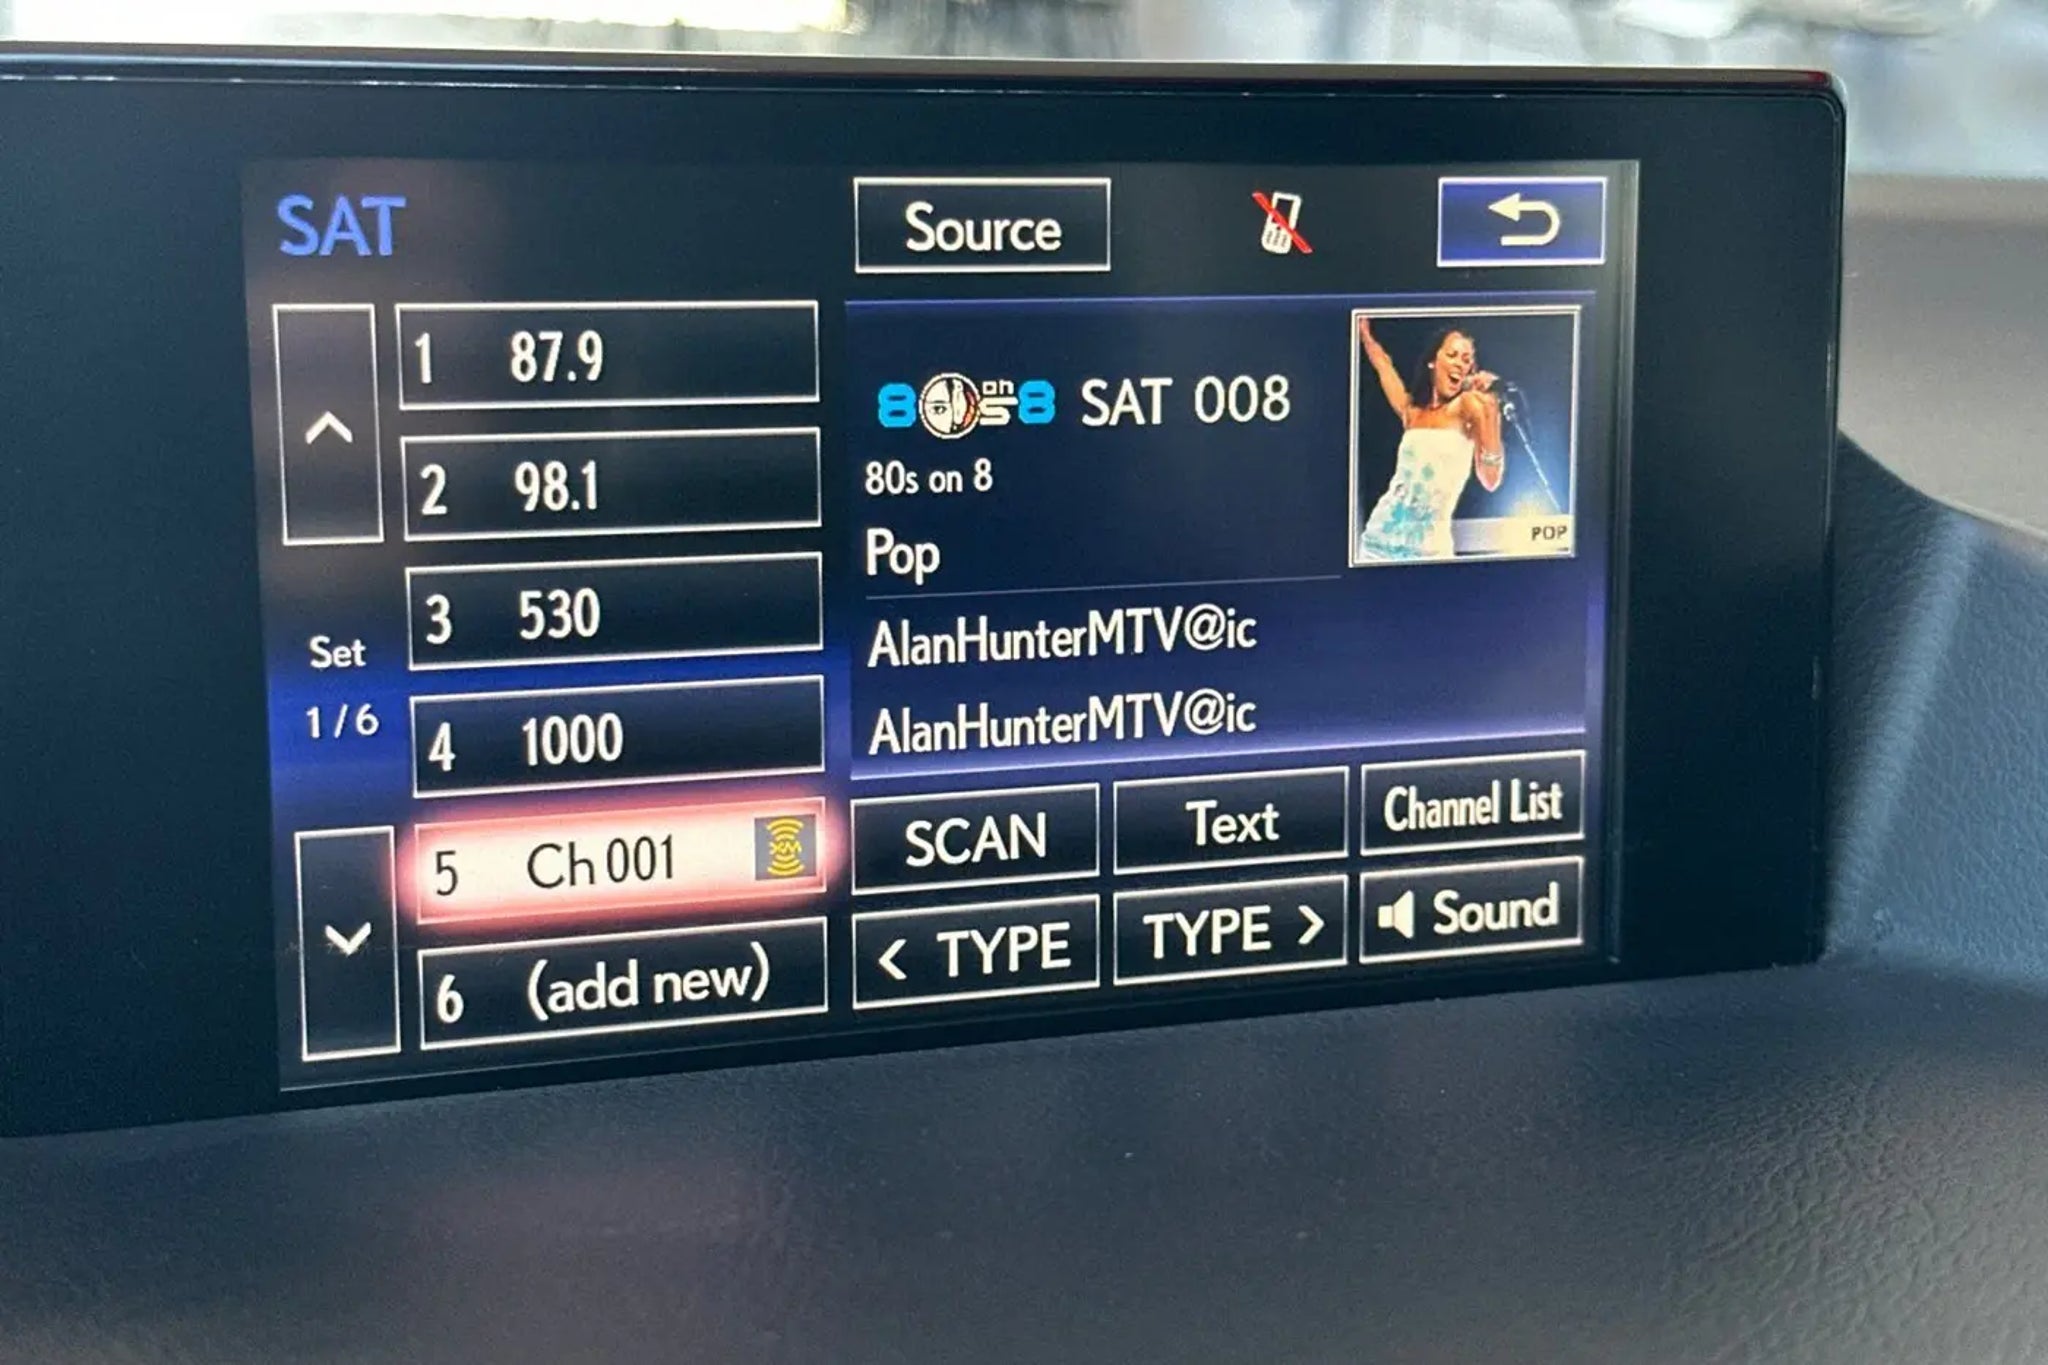 SAT
Source
1 87.9
2 98.1
3 530
4 1000
5 Ch 001 XM
6 (add new)
Set
1/6
80s on 8 SAT 008
80s on 8
Pop
POP
AlanHunterMTV@ic
AlanHunterMTV@ic
SCAN
Text
Channel List
< TYPE
TYPE >
Sound